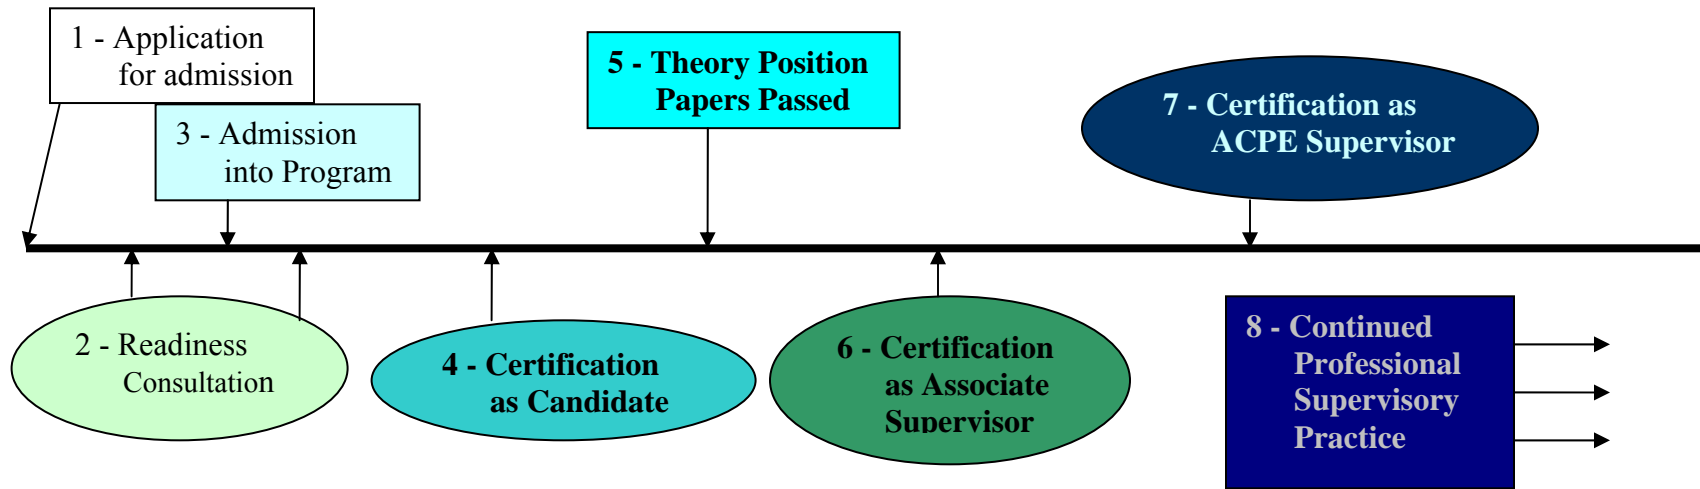 1 - Application
for admission
3 - Admission
into Program
5 - Theory Position
Papers Passed
7 - Certification as
ACPE Supervisor
2 - Readiness
Consultation
4 - Certification
as Candidate
6 - Certification
as Associate
Supervisor
8 - Continued
Professional
Supervisory
Practice